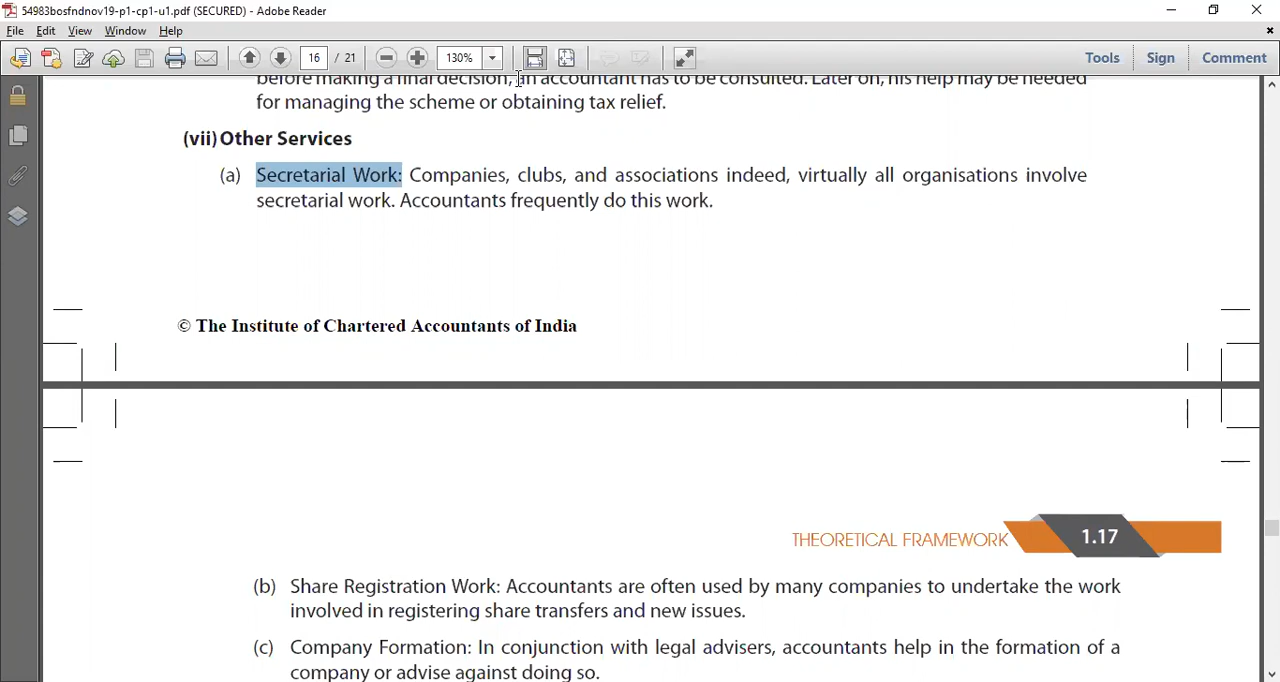 54983bosfndnov19-p1-cp1-u1.pdf (SECURED) - Adobe Reader
File Edit View Window Help
16 / 21 130% Tools Sign Comment
before making a final decision, an accountant has to be consulted. Later on, his help may be needed
for managing the scheme or obtaining tax relief.
(vii) Other Services
(a) Secretarial Work: Companies, clubs, and associations indeed, virtually all organisations involve
secretarial work. Accountants frequently do this work.
© The Institute of Chartered Accountants of India
THEORETICAL FRAMEWORK 1.17
(b) Share Registration Work: Accountants are often used by many companies to undertake the work
involved in registering share transfers and new issues.
(c) Company Formation: In conjunction with legal advisers, accountants help in the formation of a
company or advise against doing so.